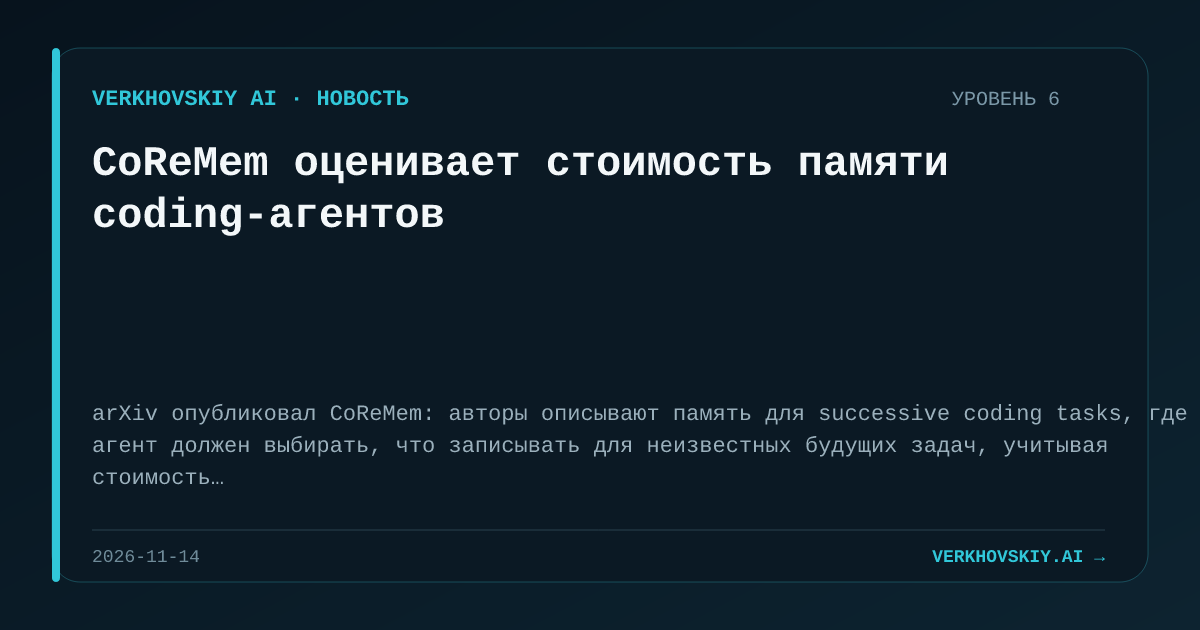 VERKHOVSKIY AI · НОВОСТЬ
УРОВЕНЬ 6
CoReMem оценивает стоимость памяти
coding-агентов
arXiv опубликовал CoReMem: авторы описывают память для successive coding tasks, где
агент должен выбирать, что записывать для неизвестных будущих задач, учитывая
стоимость…
2026-11-14
VERKHOVSKIY.AI →